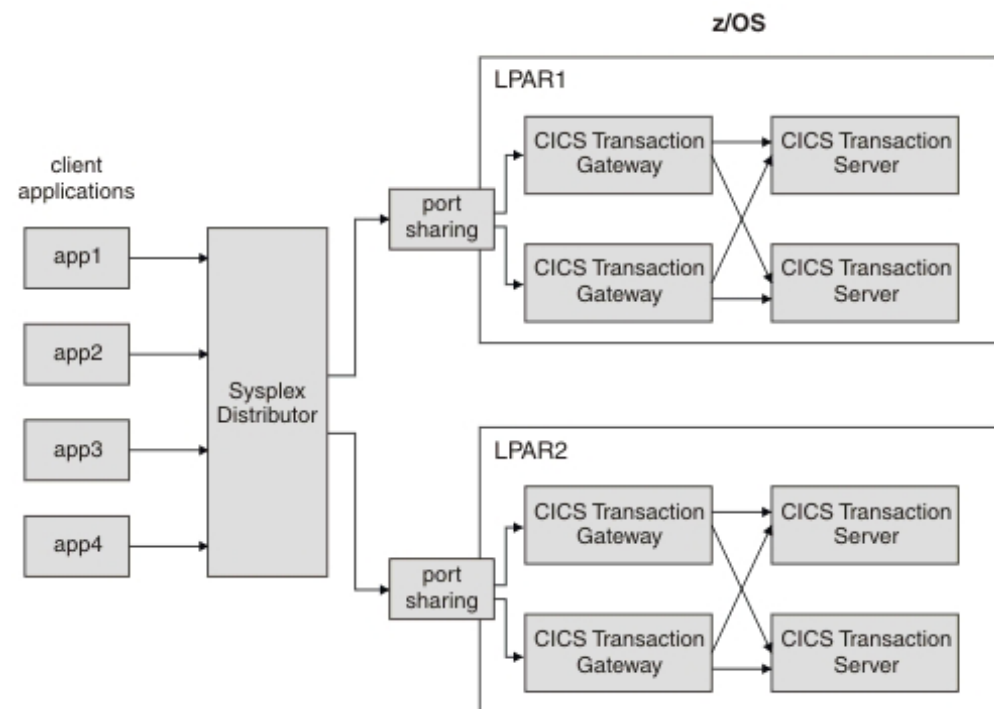 z/OS
client
applications
app1
app2
app3
app4
Sysplex
Distributor
port
sharing
LPAR1
CICS Transaction
Gateway
CICS Transaction
Server
CICS Transaction
Gateway
CICS Transaction
Server
port
sharing
LPAR2
CICS Transaction
Gateway
CICS Transaction
Server
CICS Transaction
Gateway
CICS Transaction
Server